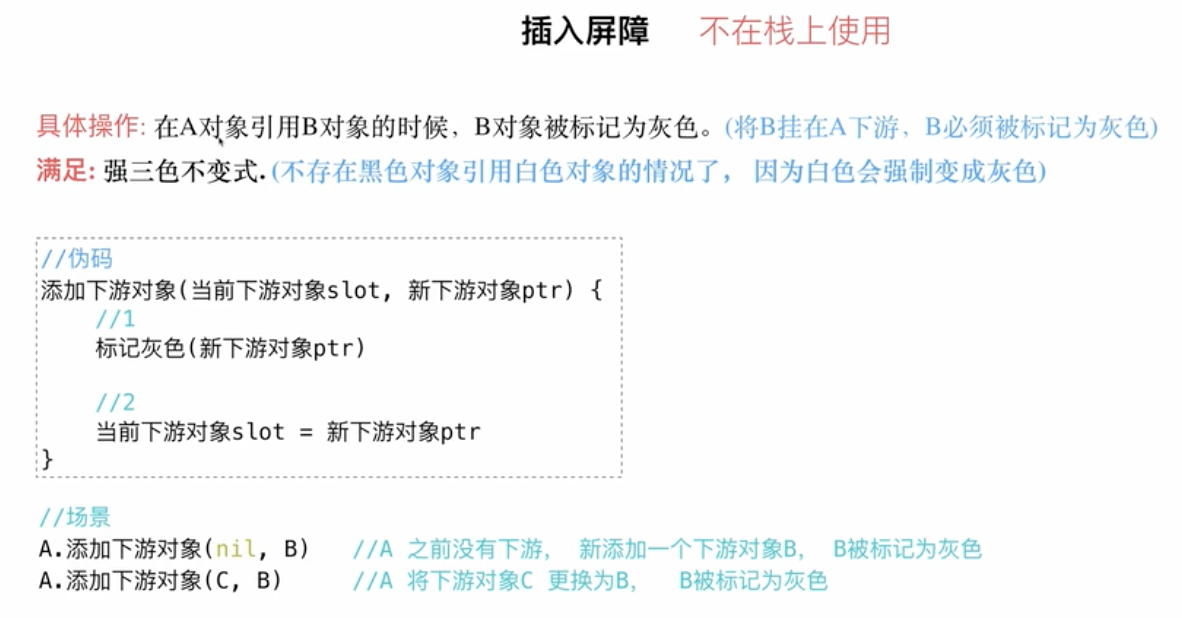 插入屏障 不在栈上使用
具体操作: 在A对象引用B对象的时候，B对象被标记为灰色。(将B挂在A下游，B必须被标记为灰色)
满足: 强三色不变式. (不存在黑色对象引用白色对象的情况了， 因为白色会强制变成灰色)
//伪码
添加下游对象(当前下游对象slot, 新下游对象ptr) {
//1
标记灰色(新下游对象ptr)
//2
当前下游对象slot = 新下游对象ptr
}
//场景
A.添加下游对象(nil, B) //A 之前没有下游， 新添加一个下游对象B， B被标记为灰色
A.添加下游对象(C, B) //A 将下游对象C 更换为B， B被标记为灰色